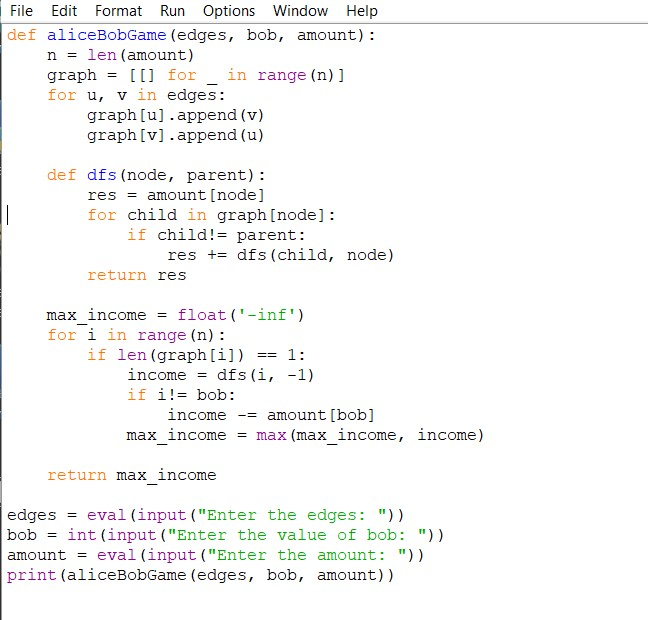 File Edit Format Run Options Window Help
def aliceBobGame(edges, bob, amount):
    n = len(amount)
    graph = [[] for _ in range(n)]
    for u, v in edges:
        graph[u].append(v)
        graph[v].append(u)

    def dfs(node, parent):
        res = amount[node]
        for child in graph[node]:
            if child!= parent:
                res += dfs(child, node)
        return res

    max_income = float('-inf')
    for i in range(n):
        if len(graph[i]) == 1:
            income = dfs(i, -1)
            if i!= bob:
                income -= amount[bob]
            max_income = max(max_income, income)

    return max_income

edges = eval(input("Enter the edges: "))
bob = int(input("Enter the value of bob: "))
amount = eval(input("Enter the amount: "))
print(aliceBobGame(edges, bob, amount))